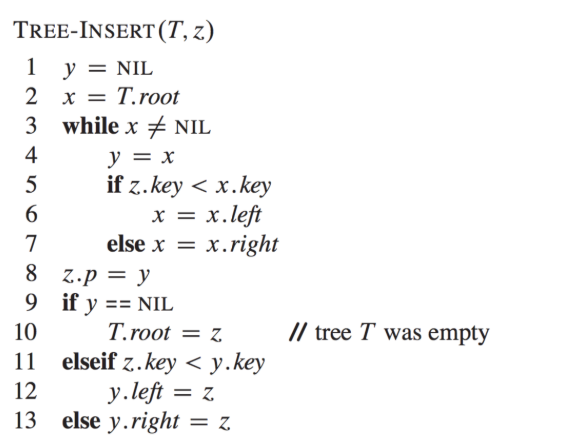 TREE-INSERT(T, z)
1 y = NIL
2 x = T.root
3 while x ≠ NIL
4 y = x
5 if z.key < x.key
6 x = x.left
7 else x = x.right
8 z.p = y
9 if y == NIL
10 T.root = z // tree T was empty
11 elseif z.key < y.key
12 y.left = z
13 else y.right = z